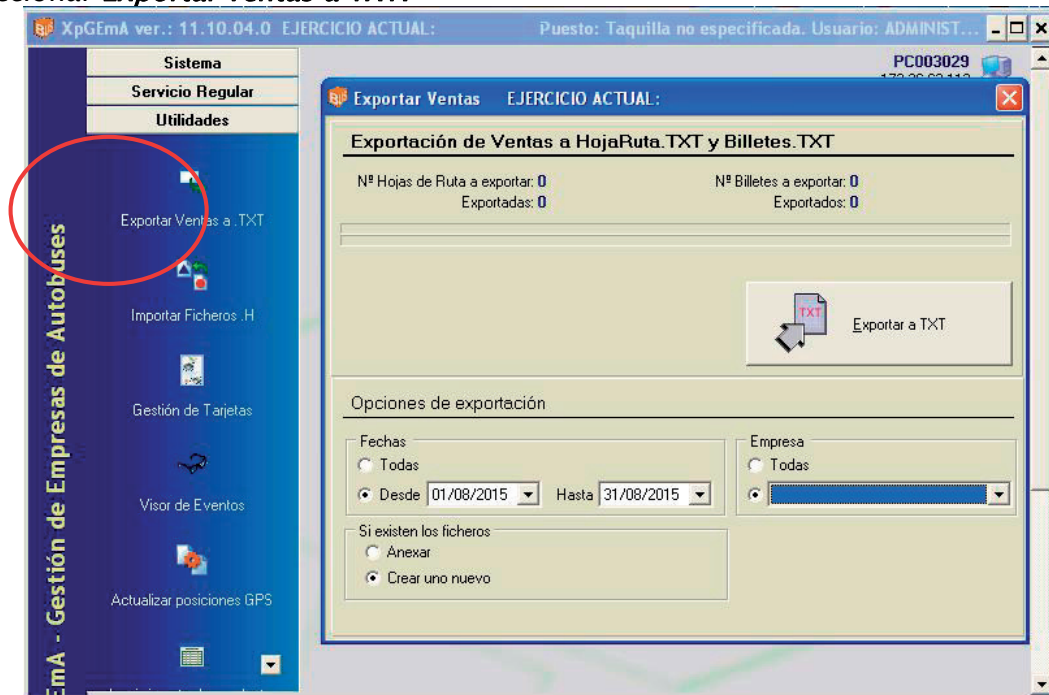 Exportar Ventas a TXT
XpGEmA ver.: 11.10.04.0 EJERCICIO ACTUAL: Puesto: Taquilla no especificada. Usuario: ADMINIST...
Sistema
Servicio Regular
Utilidades
PC003029
Exportar Ventas a .TXT
Importar Ficheros .H
Gestión de Tarjetas
Visor de Eventos
Actualizar posiciones GPS
EmA - Gestión de Empresas de Autobuses
Exportar Ventas EJERCICIO ACTUAL:
Exportación de Ventas a HojaRuta.TXT y Billetes.TXT
Nº Hojas de Ruta a exportar: 0 Nº Billetes a exportar: 0
Exportadas: 0 Exportados: 0
TXT
Exportar a TXT
Opciones de exportación
Fechas
Todas
Desde 01/08/2015 Hasta 31/08/2015
Empresa
Todas
Si existen los ficheros
Anexar
Crear uno nuevo